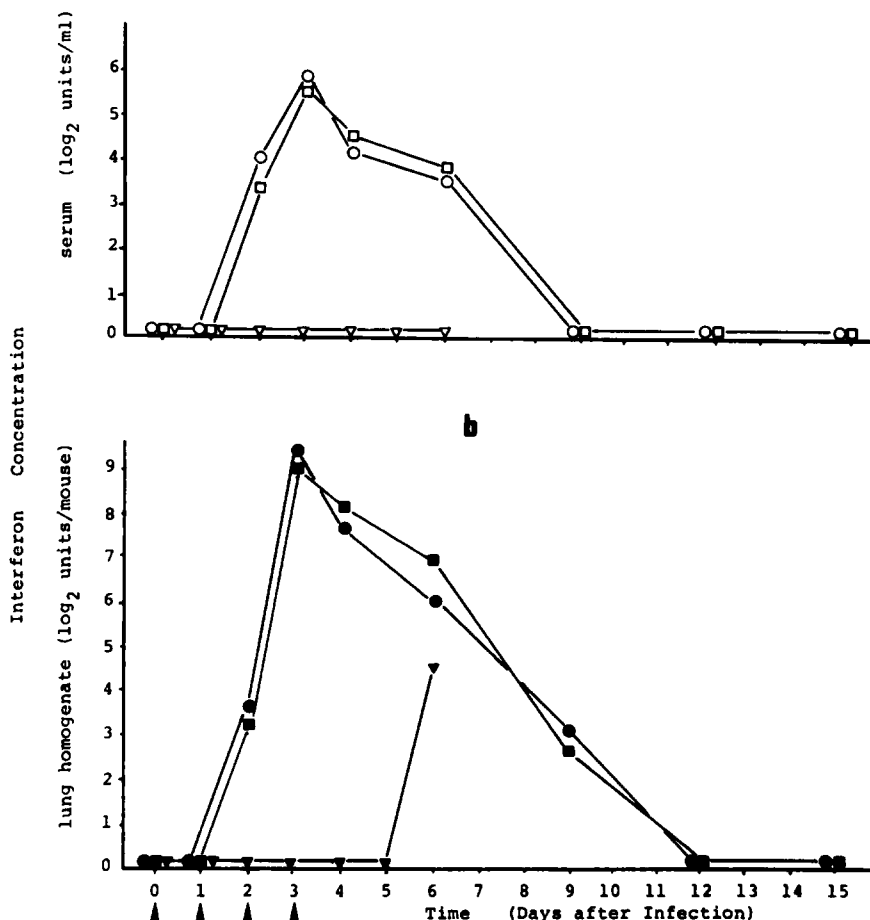 serum (log2 units/ml)
6
5
4
3
2
1
0
Interferon Concentration
b
lung homogenate (log2 units/mouse)
9
8
7
6
5
4
3
2
1
0
0 1 2 3 4 5 6 7 8 9 10 11 12 13 14 15
Time (Days after Infection)